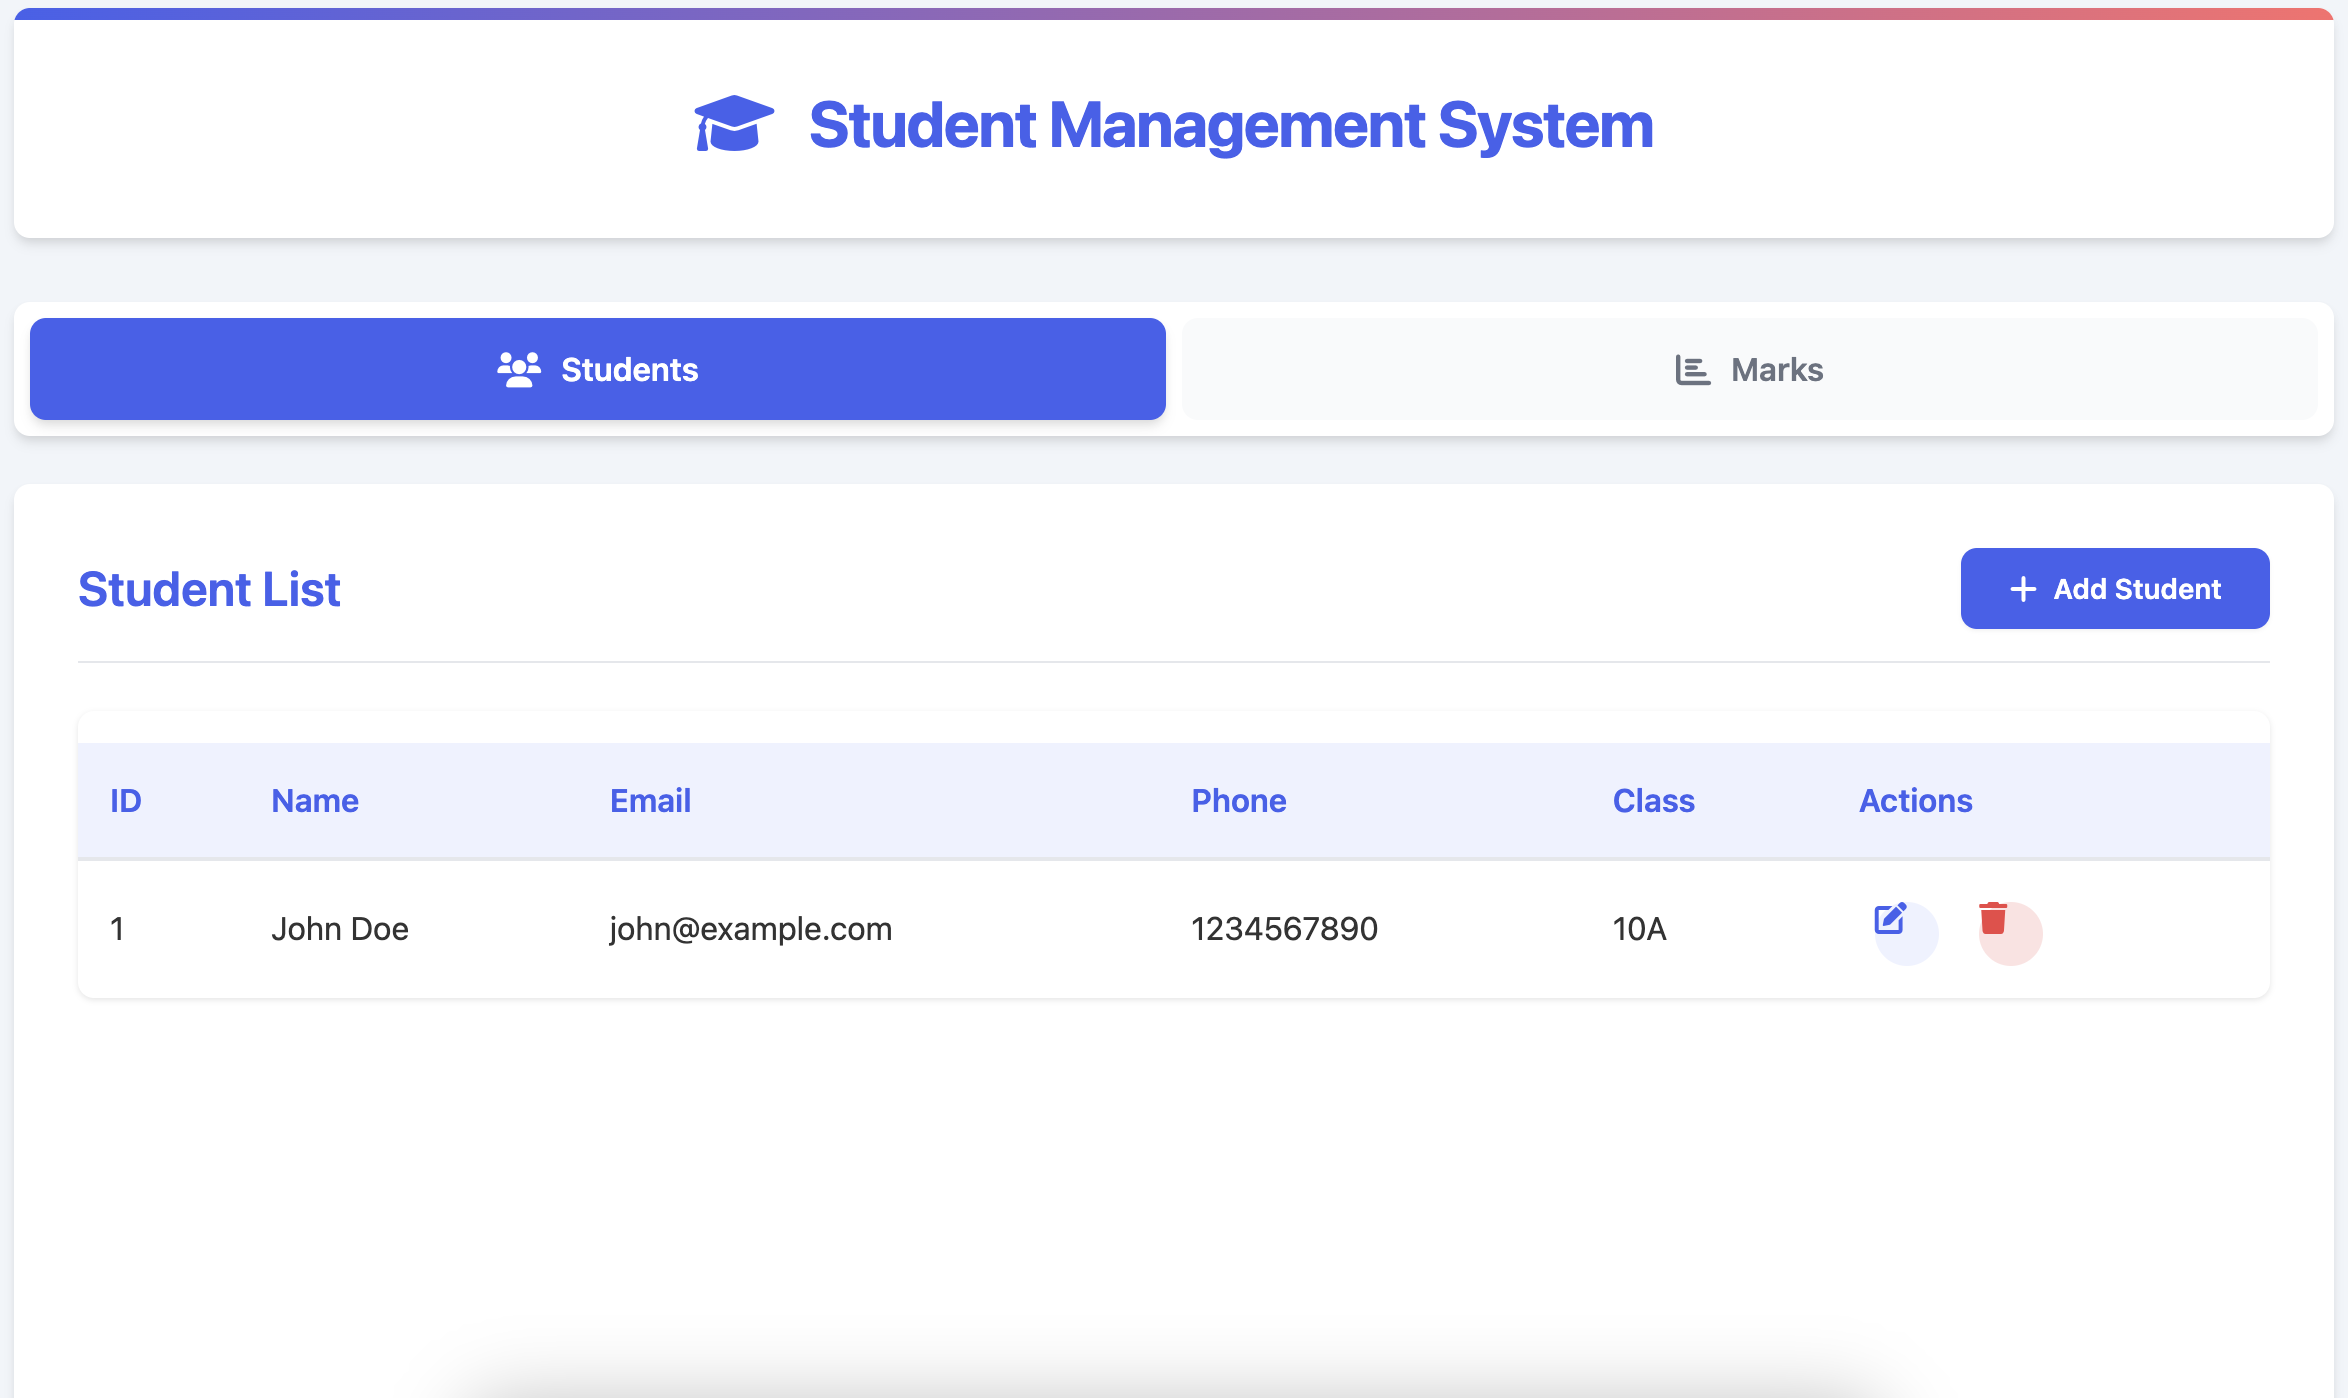 Student Management System
Students
Marks
Student List
Add Student
ID Name Email Phone Class Actions
1 John Doe john@example.com 1234567890 10A